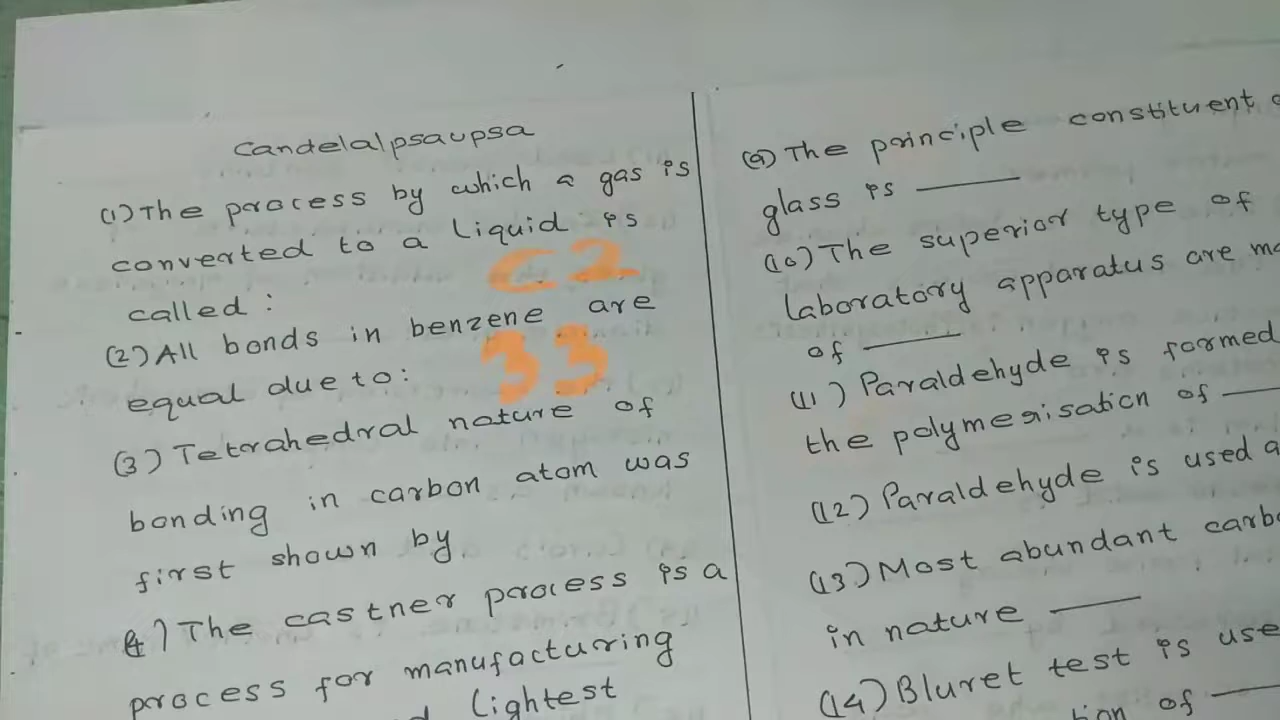 Candelalpsaupsa
(1) The process by which a gas is
converted to a liquid is
called :
C2
(2) All bonds in benzene are
equal due to:
33
(3) Tetrahedral nature of
bonding in carbon atom was
first shown by
4) The castner process is a
process for manufacturing
lightest
(9) The principle constituent
glass is ———
(10) The superior type of
laboratory apparatus are
of ———
(11) Paraldehyde is formed
the polymerisation of ———
(12) Paraldehyde is used
(13) Most abundant
in nature ———
(14) Bluret test is
of ———